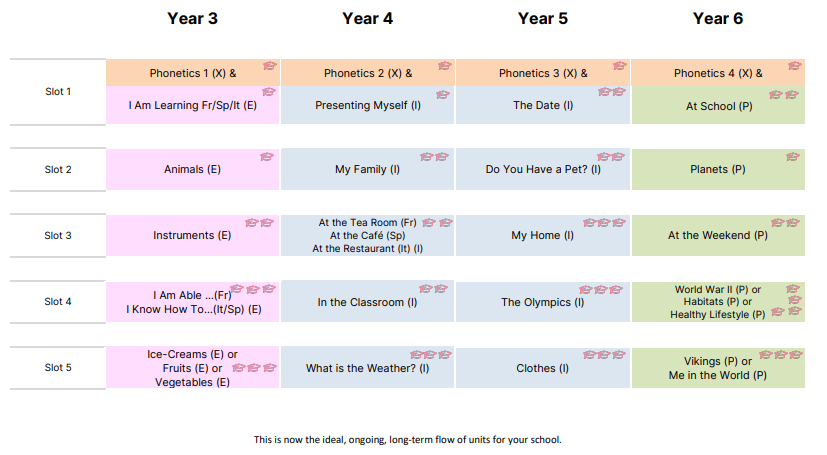 Year 3
Year 4
Year 5
Year 6
Slot 1
Phonetics 1 (X) &
I Am Learning Fr/Sp/It (E)
Phonetics 2 (X) &
Presenting Myself (I)
Phonetics 3 (X) &
The Date (I)
Phonetics 4 (X) &
At School (P)
Slot 2
Animals (E)
My Family (I)
Do You Have a Pet? (I)
Planets (P)
Slot 3
Instruments (E)
At the Tea Room (Fr)
At the Café (Sp)
At the Restaurant (It) (I)
My Home (I)
At the Weekend (P)
Slot 4
I Am Able ...(Fr)
I Know How To...(It/Sp) (E)
In the Classroom (I)
The Olympics (I)
World War II (P) or
Habitats (P) or
Healthy Lifestyle (P)
Slot 5
Ice-Creams (E) or
Fruits (E) or
Vegetables (E)
What is the Weather? (I)
Clothes (I)
Vikings (P) or
Me in the World (P)
This is now the ideal, ongoing, long-term flow of units for your school.